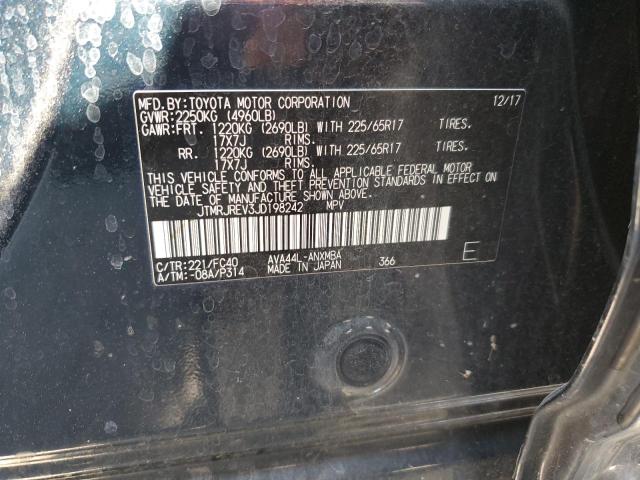 MFD.BY:TOYOTA MOTOR CORPORATION 12/17
GVWR:2250KG (4960LB)
GAWR:FRT. 1220KG (2690LB) WITH 225/65R17 TIRES.
17X7J RIMS.
RR. 1220KG (2690LB) WITH 225/65R17 TIRES.
17X7J RIMS.
THIS VEHICLE CONFORMS TO ALL APPLICABLE FEDERAL MOTOR
VEHICLE SAFETY AND THEFT PREVENTION STANDARDS IN EFFECT ON
THE DATE OF MANUFACTURE SHOWN ABOVE.
JTMRJREV3JD198242 MPV
C/TR:221/FC40 AVA44L-ANXMBA 366 E
A/TM:-08A/P314 MADE IN JAPAN